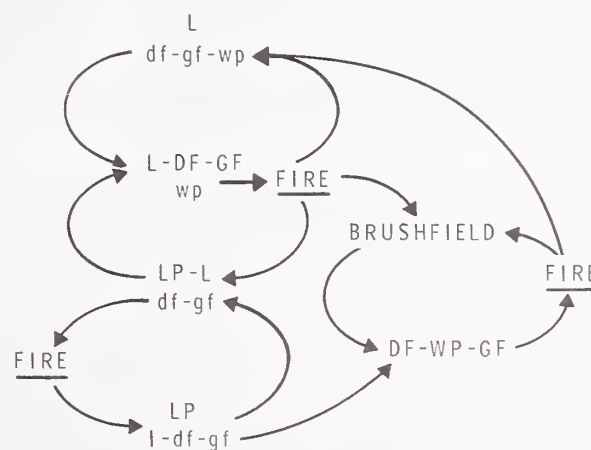 L
df-gf-wp
L-DF-GF
wp
FIRE
BRUSHFIELD
FIRE
LP-L
df-gf
FIRE
DF-WP-GF
LP
l-df-gf